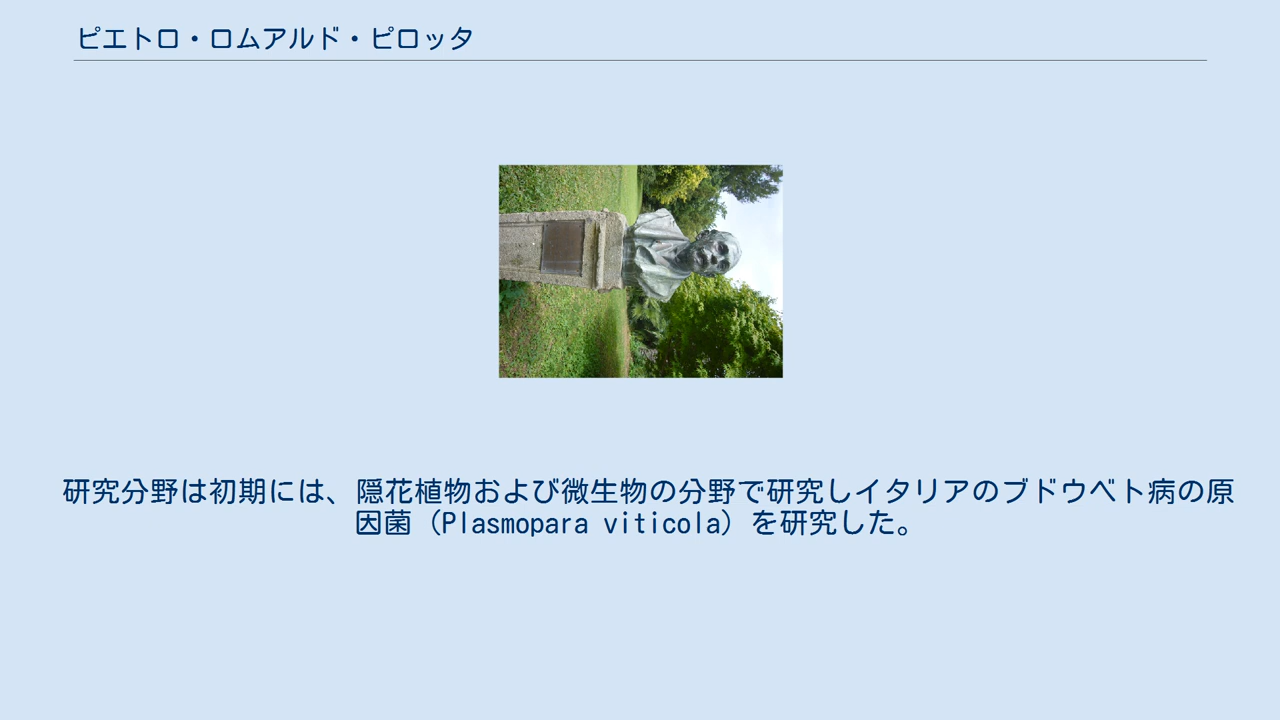 ピエトロ・ロムアルド・ピロッタ
研究分野は初期には、隠花植物および微生物の分野で研究しイタリアのブドウベト病の原
因菌（Plasmopara viticola）を研究した。